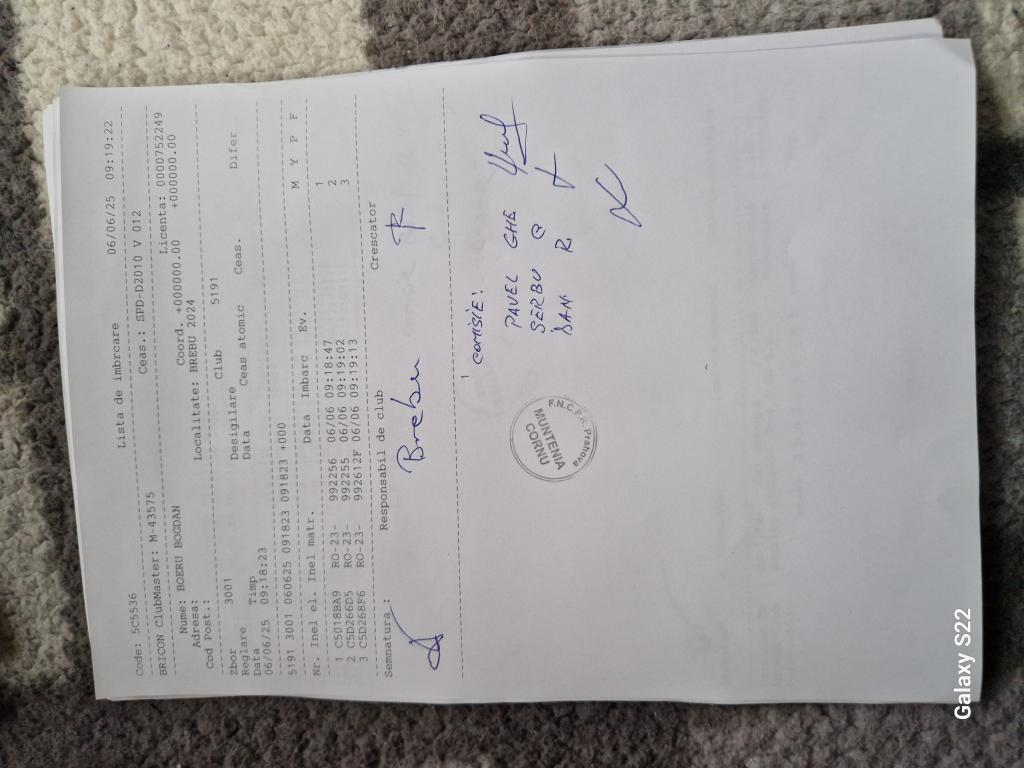 Lista de imbrcare
Code: 5C5536 06/06/25 09:19:22
BRICON ClubMaster: M-43575 Ceas.: SPD-D2010 V 012
Nume: BOERU BOGDAN Licenta: 0000752249
Adresa: Coord. +000000.00 +000000.00
Cod Post.: Localitate: BREBU 2024
Zbor 3001 Club 5191
Reglare Desigilare
Data Timp Data Ceas atomic Ceas. Difer
06/06/25 09:18:23
5191 3001 060625 091823 091823 +000
Nr. Inel el. Inel matr. Data Imbarc Ev. M Y P F
1 C5018BA9 RO-23- 992256 06/06 09:18:47 1
2 C5D266D5 RO-23- 992255 06/06 09:19:02 2
3 C5D268F6 RO-23- 992612F 06/06 09:19:13 3
Semnatura : Responsabil de club Crescator
Brebu
COMISIE!
PAVEL GHE
SERBU C
DAN R
F.N.C.P.R. Prahova
MUNTENIA
CORNU
Galaxy S22